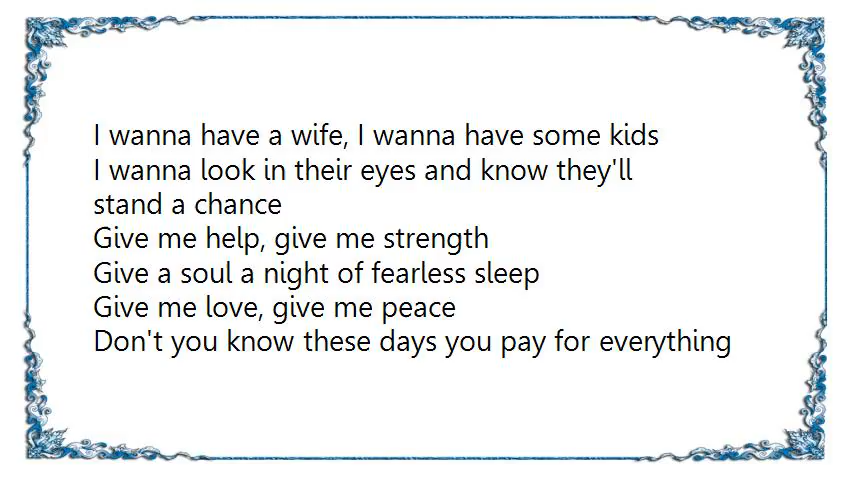 I wanna have a wife, I wanna have some kids
I wanna look in their eyes and know they'll
stand a chance
Give me help, give me strength
Give a soul a night of fearless sleep
Give me love, give me peace
Don't you know these days you pay for everything